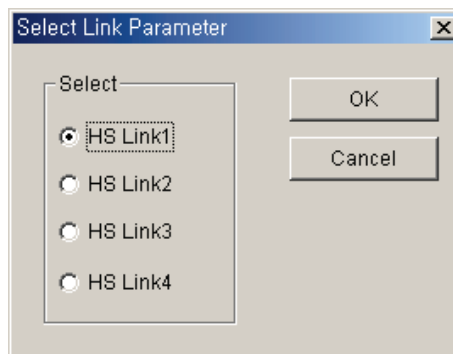 Select Link Parameter
Select
HS Link1
HS Link2
HS Link3
HS Link4
OK
Cancel